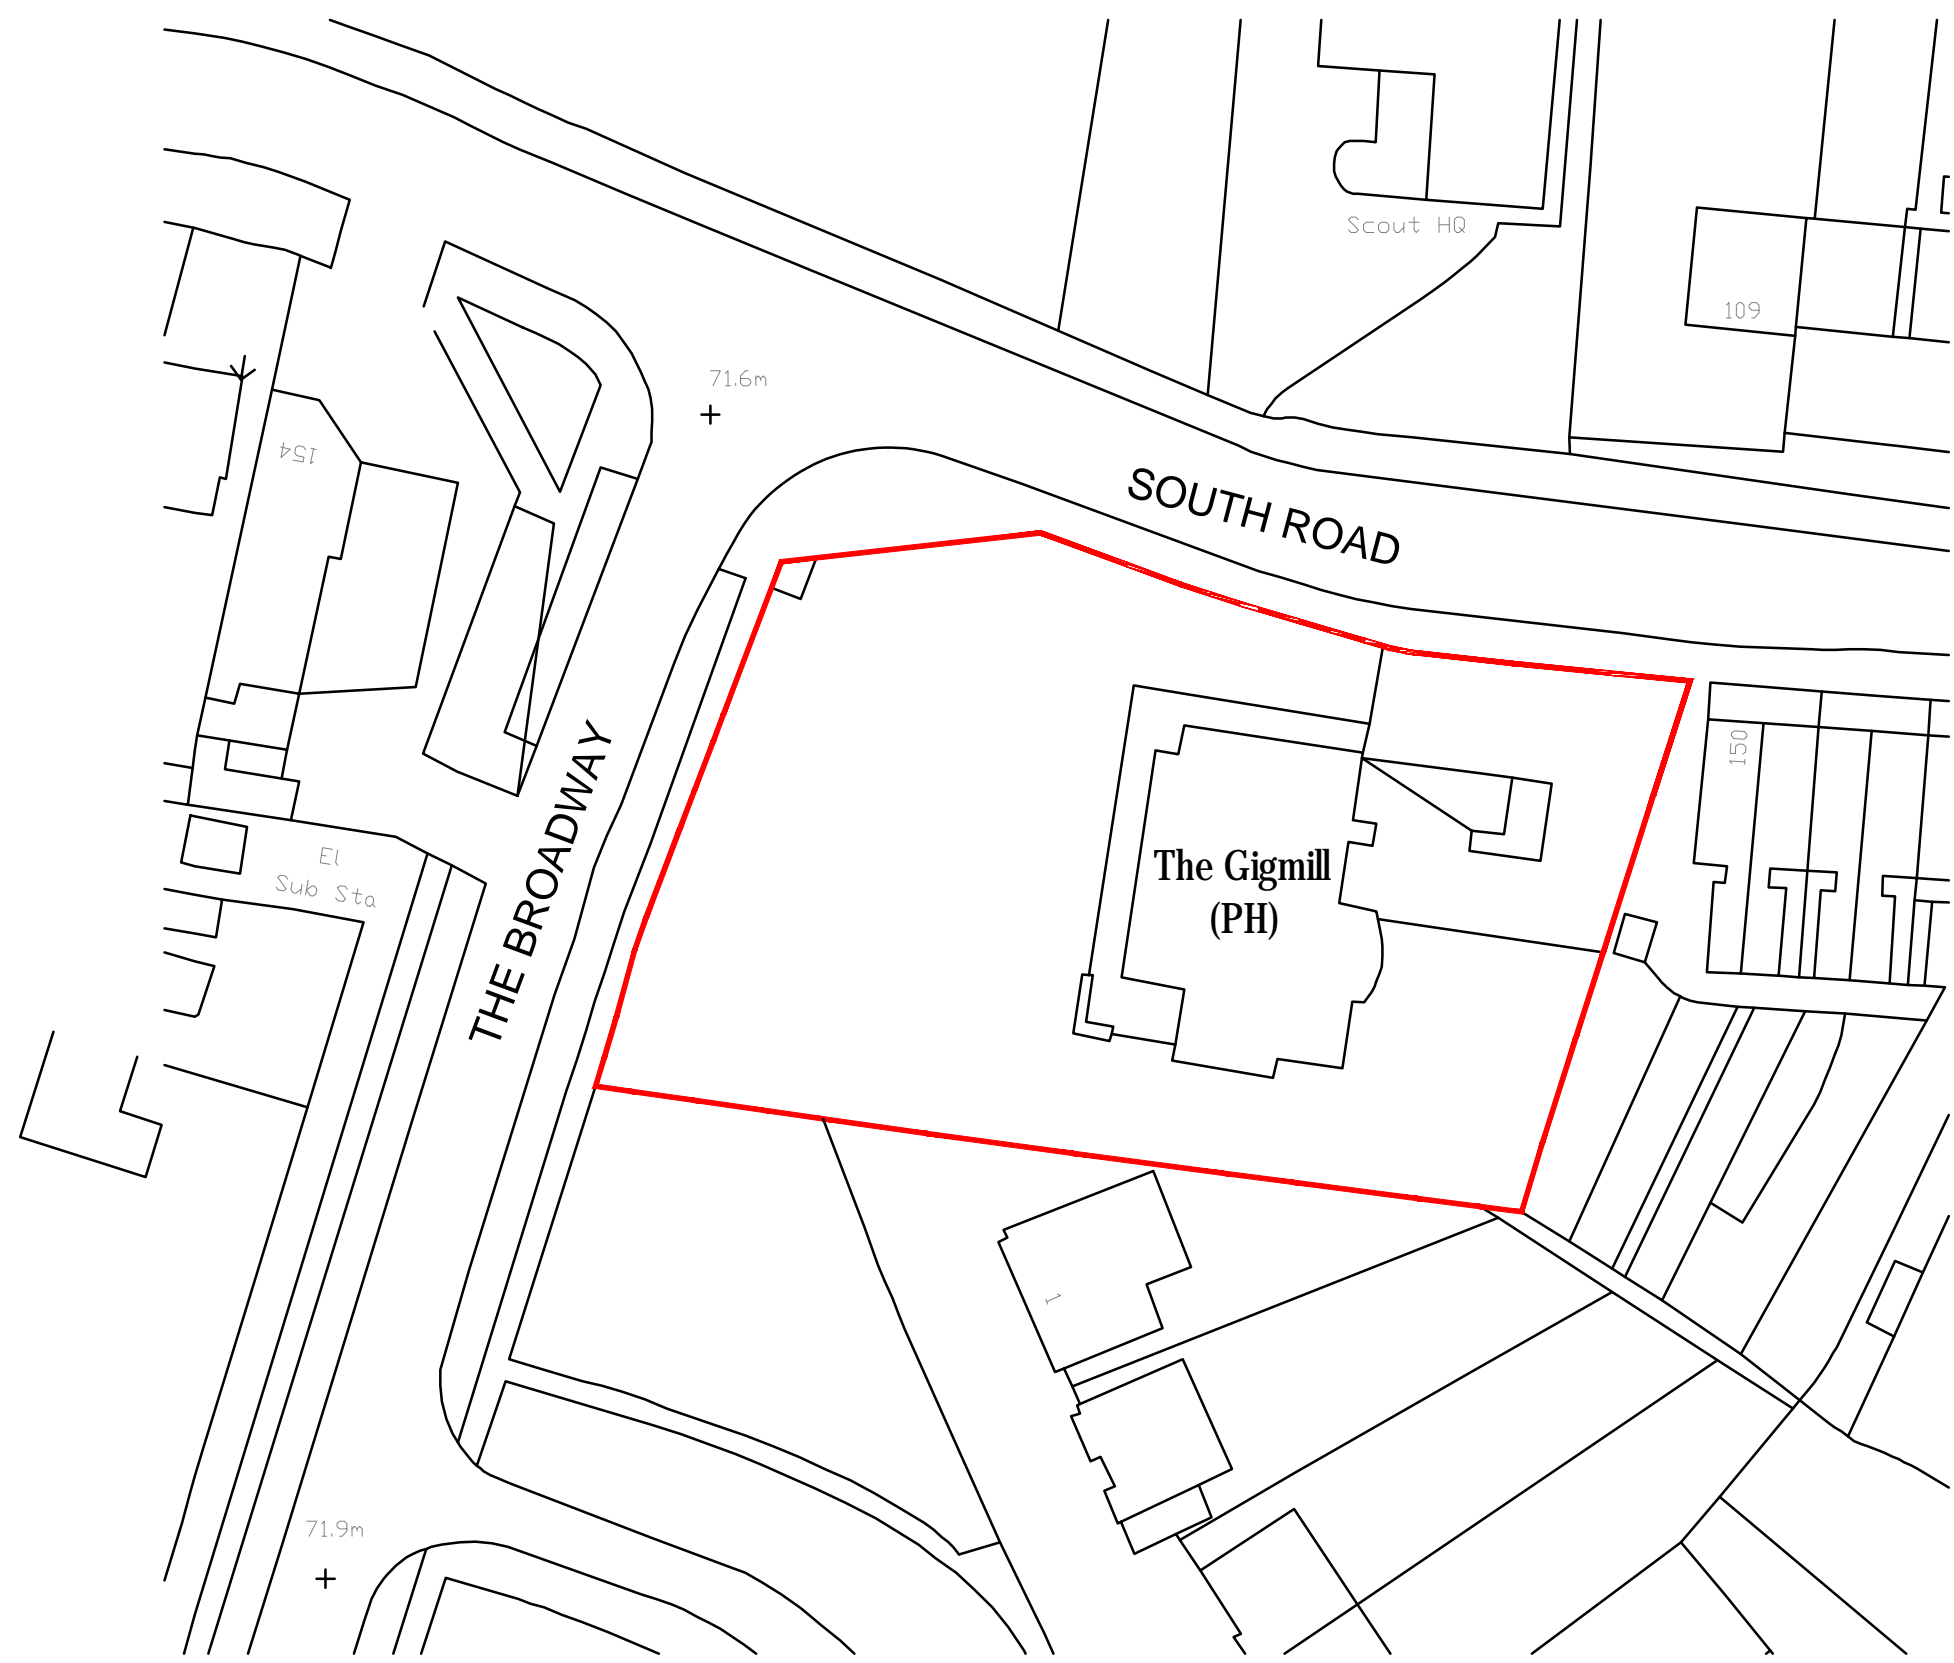 Scout HQ
109
71.6m
154
SOUTH ROAD
150
THE BROADWAY
The Gigmill
(PH)
El
Sub Sta
1
71.9m